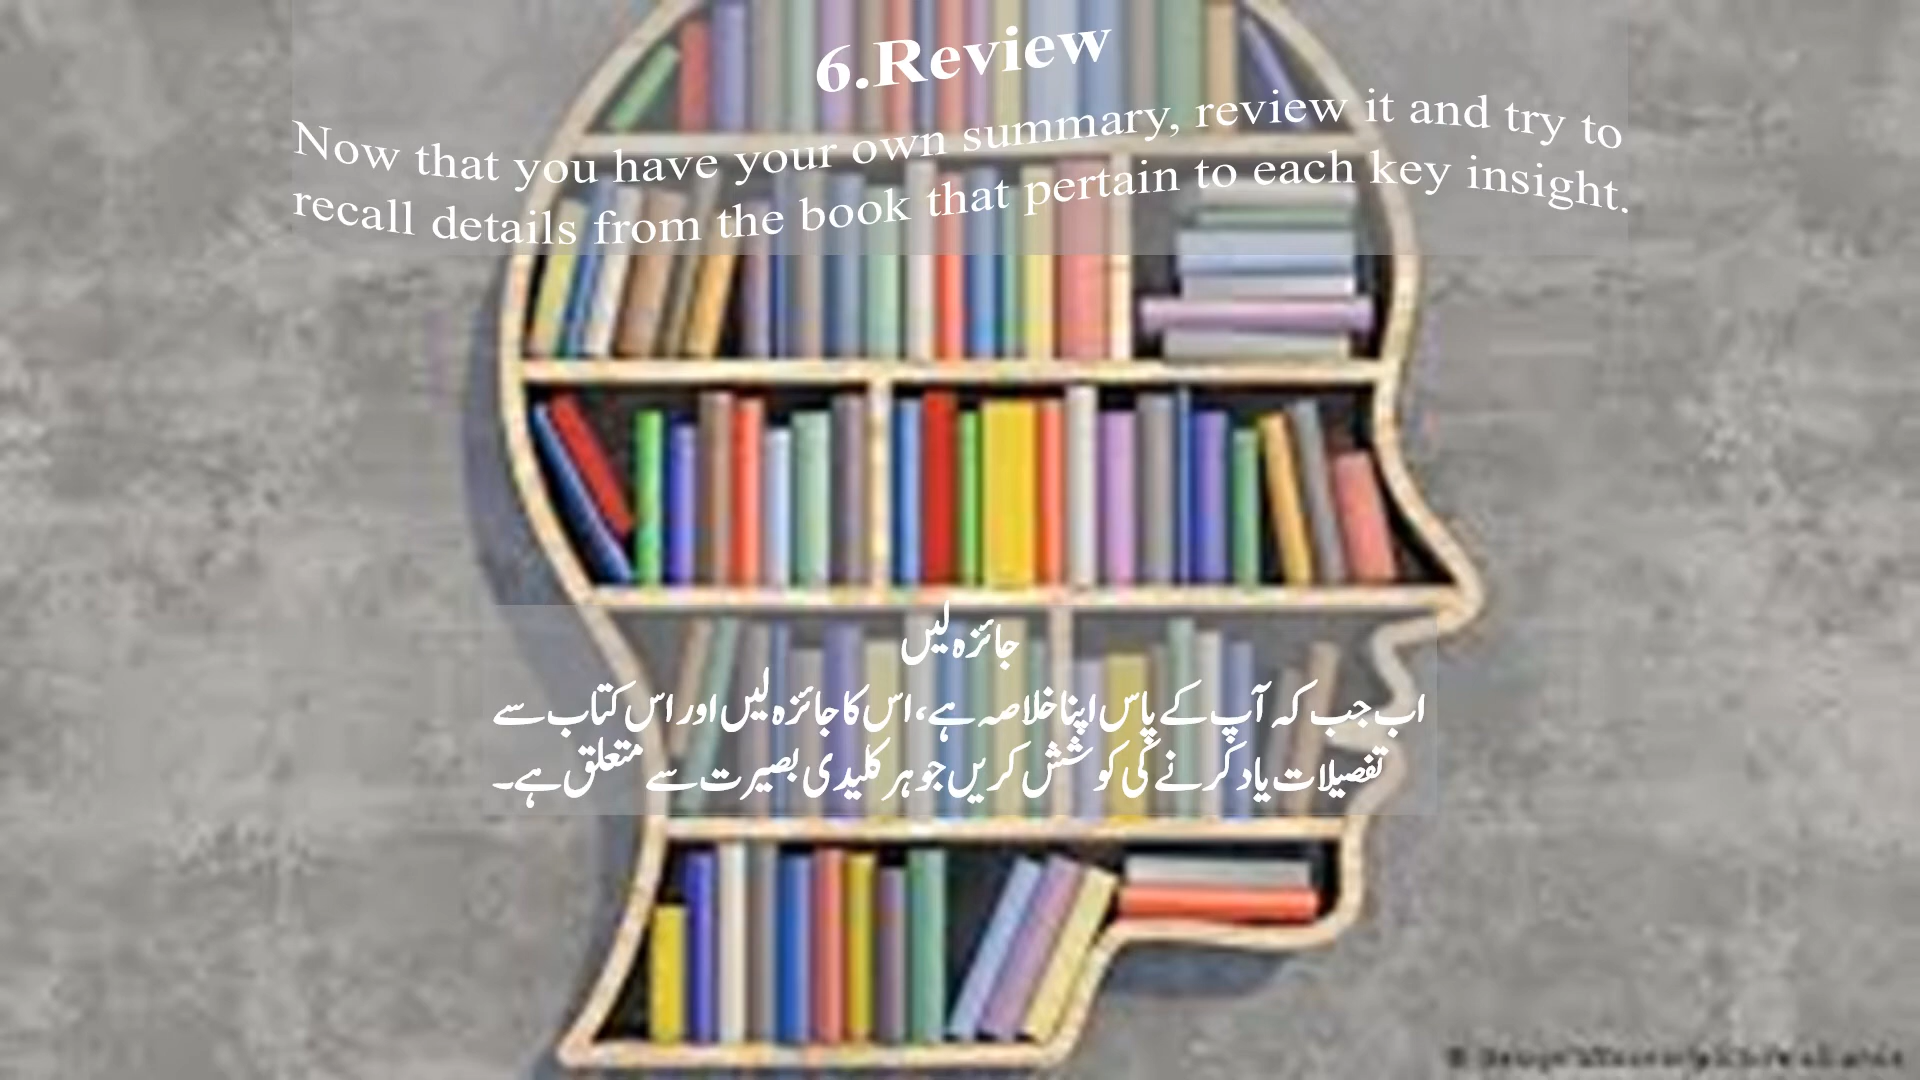 6.Review
Now that you have your own summary, review it and try to
recall details from the book that pertain to each key insight.
جائزہ لیں
اب جب کہ آپ کے پاس اپنا خلاصہ ہے، اس کا جائزہ لیں اور اس کتاب سے
تفصیلات یاد کرنے کی کوشش کریں جو ہر کلیدی بصیرت سے متعلق ہے۔